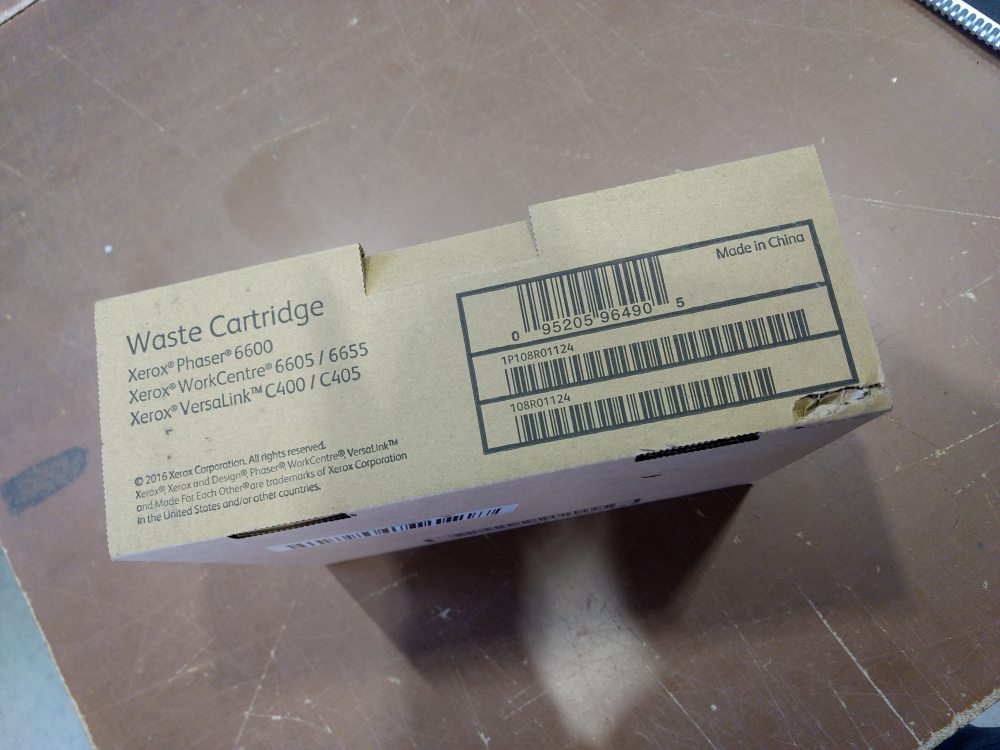 Waste Cartridge
Xerox® Phaser® 6600
Xerox® WorkCentre® 6605 / 6655
Xerox® VersaLink™ C400 / C405
© 2016 Xerox Corporation. All rights reserved.
Xerox®, Xerox and Design®, Phaser® WorkCentre®, VersaLink™
and Made For Each Other® are trademarks of Xerox Corporation
in the United States and/or other countries.
Made in China
0 95205 96490 5
1P108R01124
108R01124